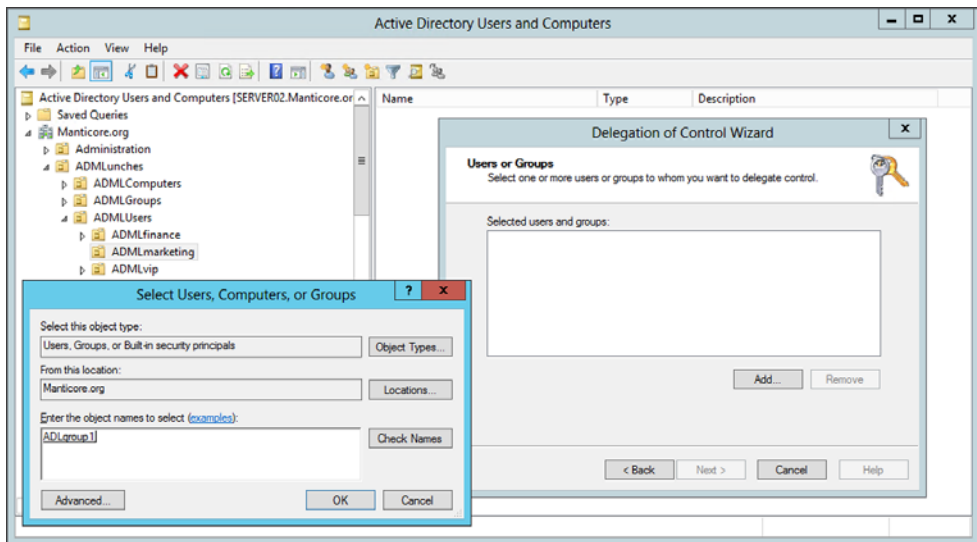 Active Directory Users and Computers
File Action View Help
Active Directory Users and Computers [SERVER02.Manticore.or
Saved Queries
Manticore.org
Administration
ADMLunches
ADMLComputers
ADMLGroups
ADMLUsers
ADMLfinance
ADMLmarketing
ADMLvip
Name Type Description
Delegation of Control Wizard
Users or Groups
Select one or more users or groups to whom you want to delegate control.
Selected users and groups:
Add... Remove
< Back Next > Cancel Help
Select Users, Computers, or Groups
Select this object type:
Users, Groups, or Built-in security principals
Object Types...
From this location:
Manticore.org
Locations...
Enter the object names to select (examples):
ADLgroup1
Check Names
Advanced... OK Cancel